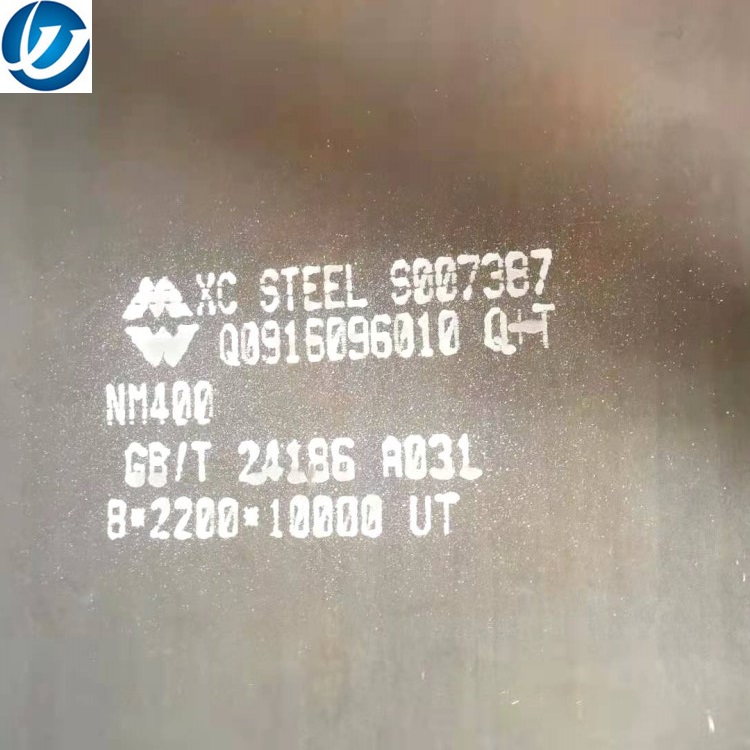 XC STEEL S007387
Q0916096010 Q+T
NM400
GB/T 24186 A031
8*2200*10000 UT